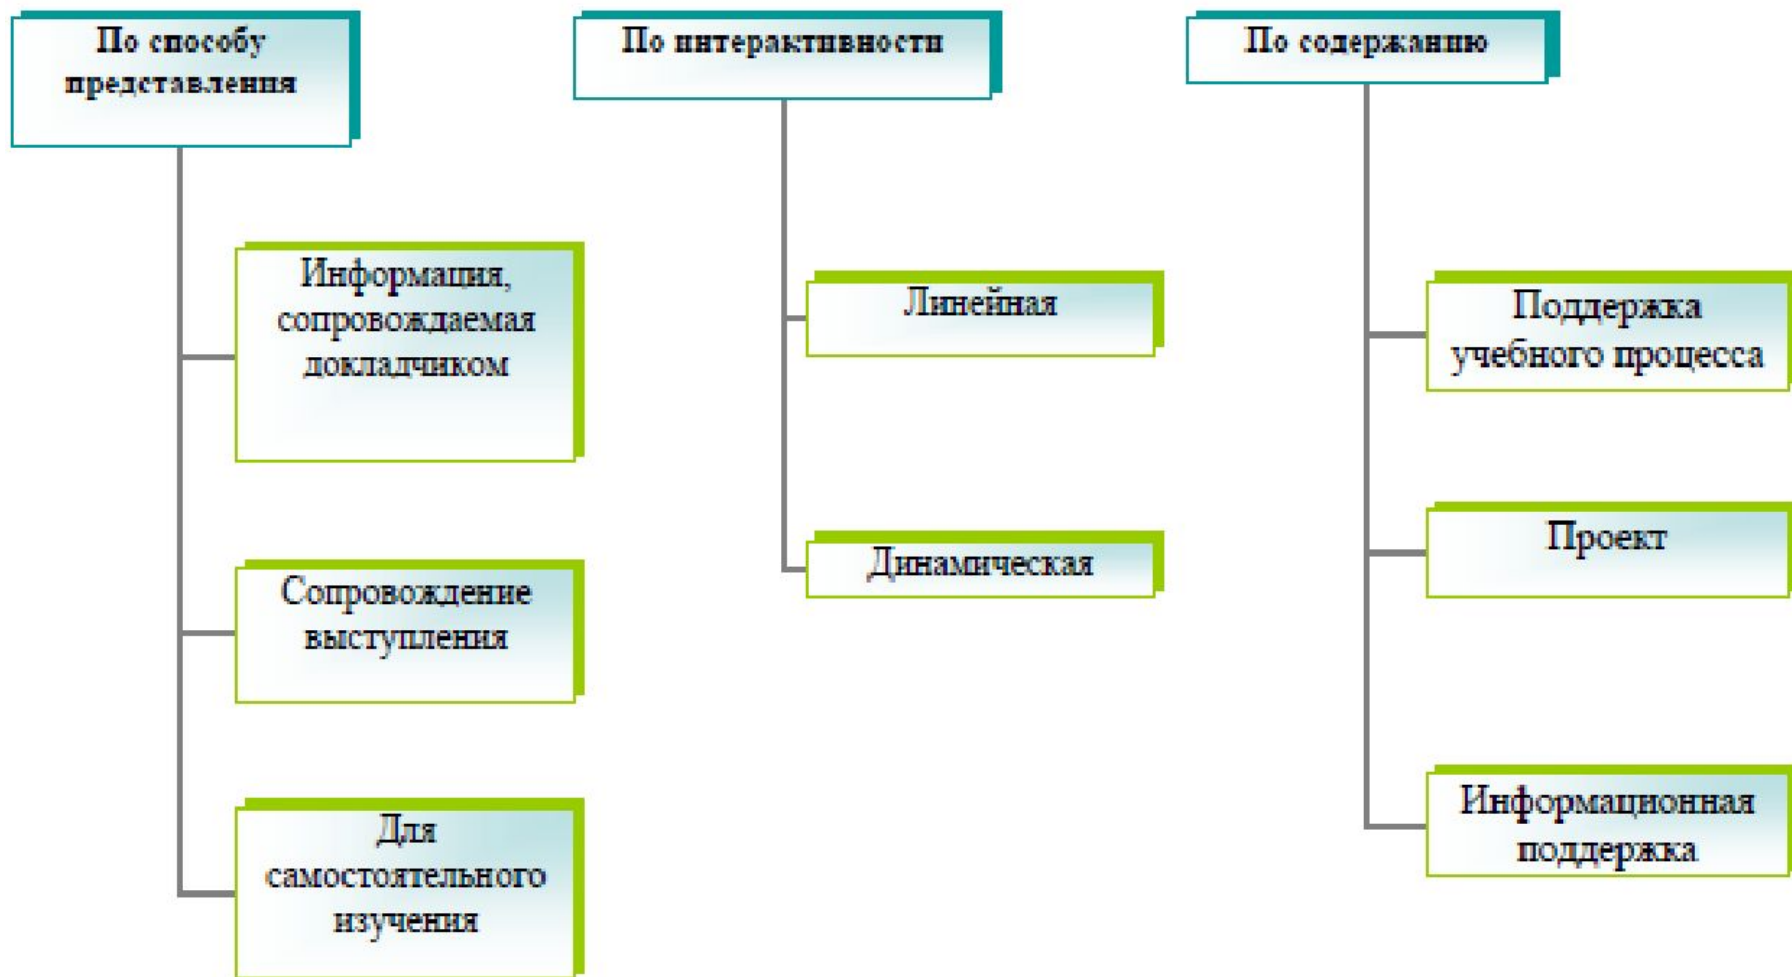 По способу
представления
Информация,
сопровождаемая
докладчиком
Сопровождение
выступления
Для
самостоятельного
изучения
По интерактивности
Линейная
Динамическая
По содержанию
Поддержка
учебного процесса
Проект
Информационная
поддержка